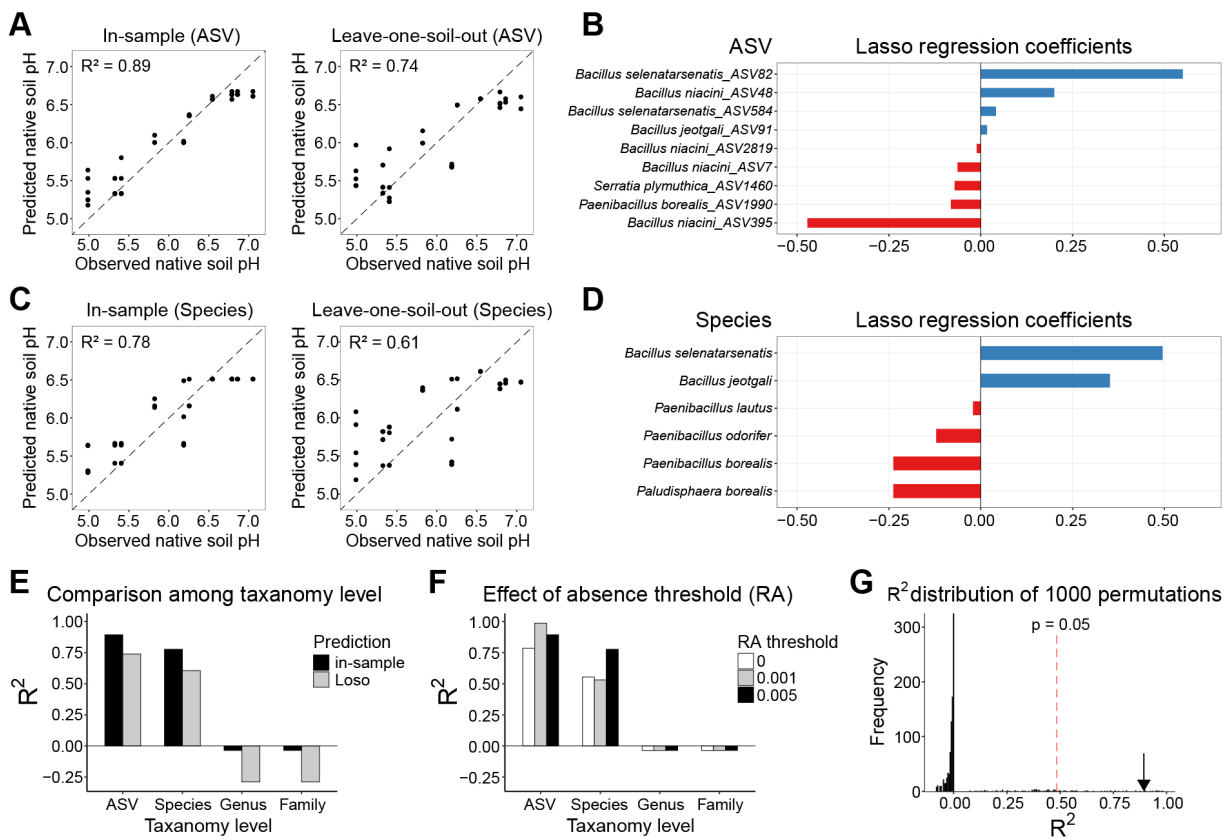 A
In-sample (ASV)
Leave-one-soil-out (ASV)
R² = 0.89
R² = 0.74
Predicted native soil pH
7.0
6.5
6.0
5.5
5.0
5.0 5.5 6.0 6.5 7.0
Observed native soil pH
Predicted native soil pH
7.0
6.5
6.0
5.5
5.0
5.0 5.5 6.0 6.5 7.0
Observed native soil pH
B
ASV
Lasso regression coefficients
Bacillus selenatarsenatis_ASV82
Bacillus niacini_ASV48
Bacillus selenatarsenatis_ASV584
Bacillus jeotgali_ASV91
Bacillus niacini_ASV2819
Bacillus niacini_ASV7
Serratia plymuthica_ASV1460
Paenibacillus borealis_ASV1990
Bacillus niacini_ASV395
−0.50 −0.25 0.00 0.25 0.50
C
In-sample (Species)
Leave-one-soil-out (Species)
R² = 0.78
R² = 0.61
Predicted native soil pH
7.0
6.5
6.0
5.5
5.0
5.0 5.5 6.0 6.5 7.0
Observed native soil pH
Predicted native soil pH
7.0
6.5
6.0
5.5
5.0
5.0 5.5 6.0 6.5 7.0
Observed native soil pH
D
Species
Lasso regression coefficients
Bacillus selenatarsenatis
Bacillus jeotgali
Paenibacillus lautus
Paenibacillus odorifer
Paenibacillus borealis
Paludisphaera borealis
−0.50 −0.25 0.00 0.25 0.50
E
Comparison among taxanomy level
R²
1.00
0.75
0.50
0.25
0.00
−0.25
Prediction
in-sample
Loso
ASV Species Genus Family
Taxanomy level
F
Effect of absence threshold (RA)
R²
1.00
0.75
0.50
0.25
0.00
−0.25
RA threshold
0
0.001
0.005
ASV Species Genus Family
Taxanomy level
G
R² distribution of 1000 permutations
p = 0.05
Frequency
300
200
100
0
0.00 0.25 0.50 0.75 1.00
R²